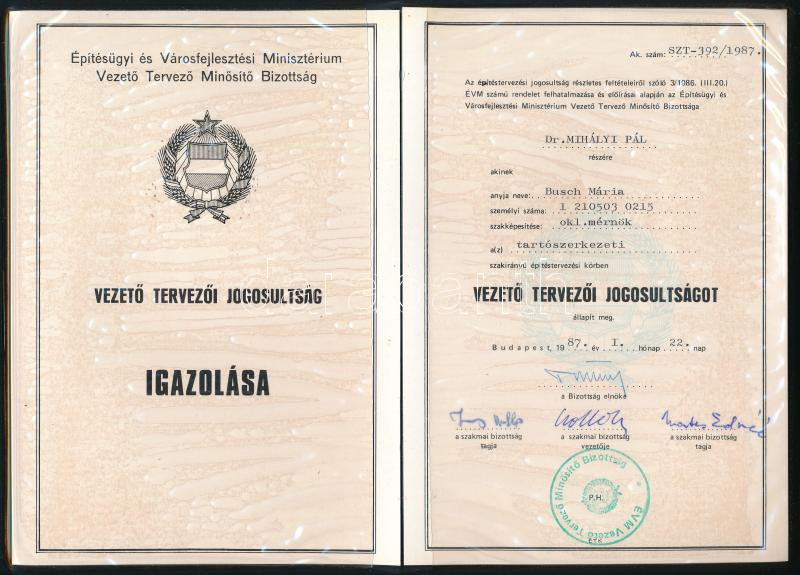 Építésügyi és Városfejlesztési Minisztérium
Vezető Tervező Minősítő Bizottság
VEZETŐ TERVEZŐI JOGOSULTSÁG
IGAZOLÁSA
Ak. szám: SZT-392/1987.
Az építéstervezési jogosultság részletes feltételeiről szóló 3/1986. (III.20.)
ÉVM számú rendelet felhatalmazása és előírásai alapján az Építésügyi és
Városfejlesztési Minisztérium Vezető Tervező Minősítő Bizottsága
Dr. MIHÁLYI PÁL
részére
akinek
anyja neve: Busch Mária
személyi száma: 1 210503 0215
szakképesítése: okl.mérnök
a(z) tartószerkezeti
szakirányú építéstervezési körben
VEZETŐ TERVEZŐI JOGOSULTSÁGOT
állapít meg.
Budapest, 1987. év I. hónap 22. nap
a Bizottság elnöke
a szakmai bizottság tagja
a szakmai bizottság vezetője
a szakmai bizottság tagja
ÉVM Vezető Tervező Minősítő Bizottság
P.H.
ÉTK